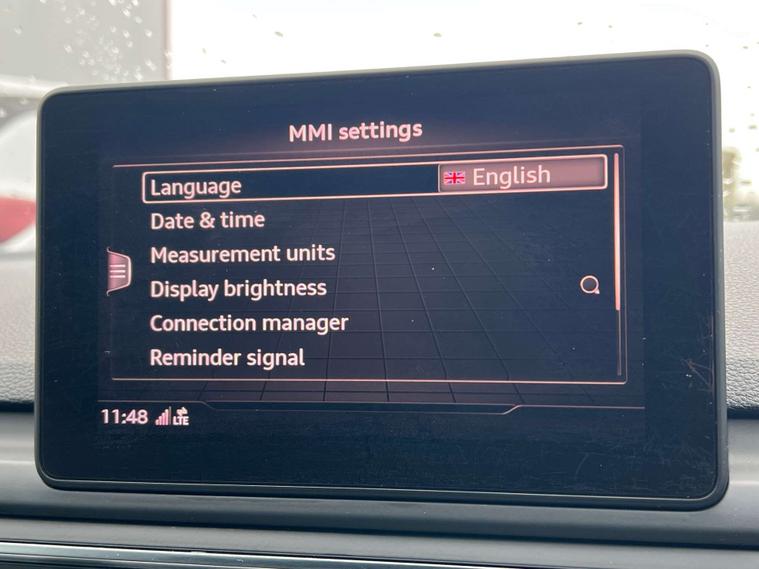 MMI settings
Language English
Date & time
Measurement units
Display brightness
Connection manager
Reminder signal
11:48 LTE